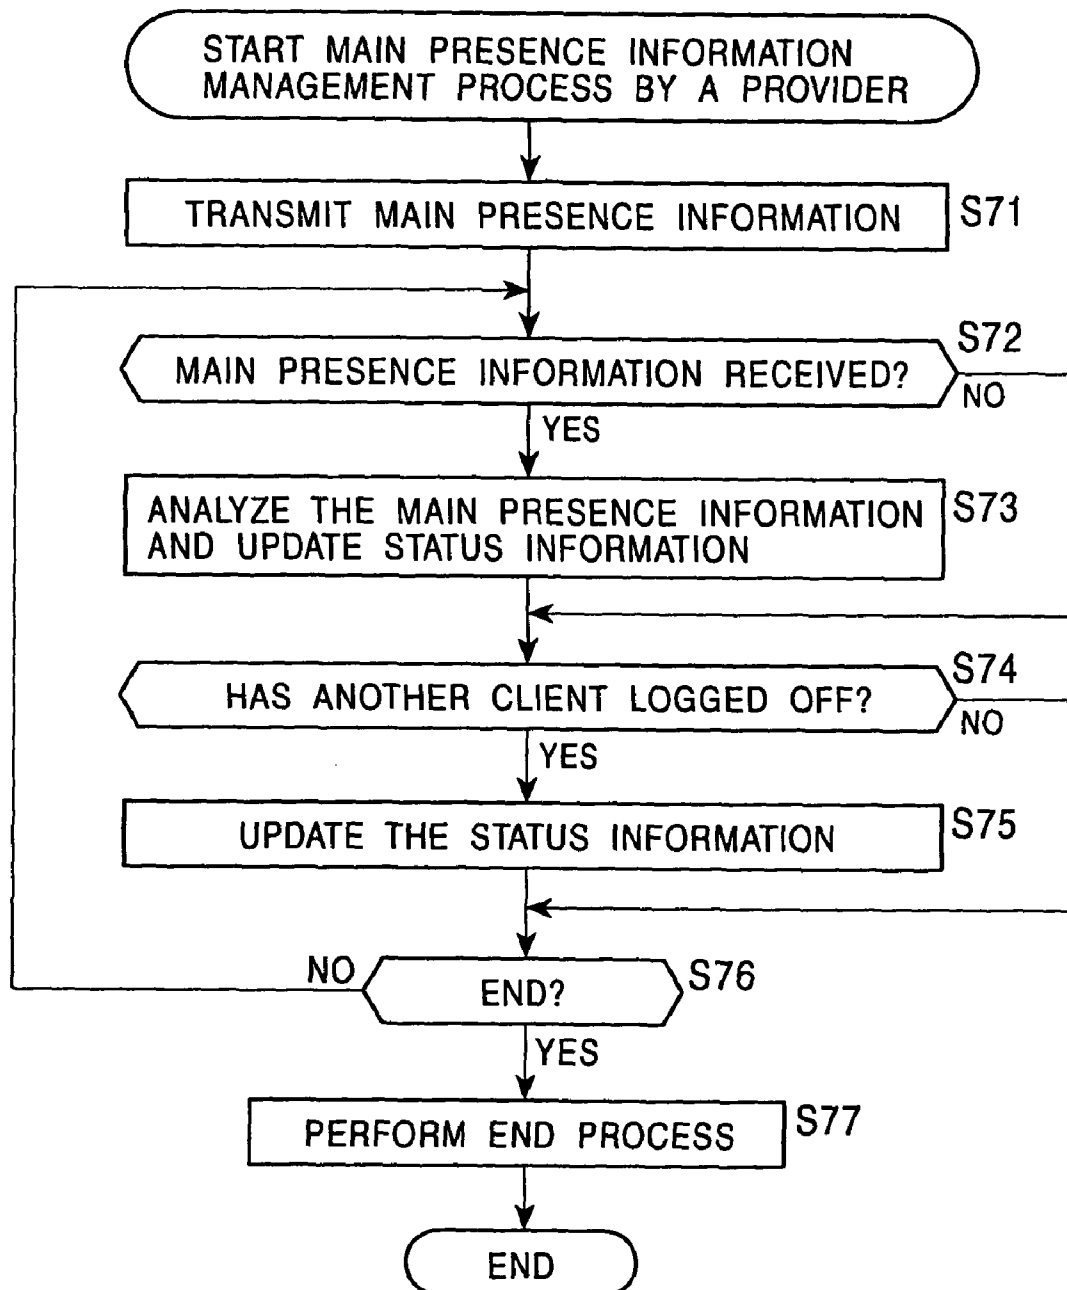 START MAIN PRESENCE INFORMATION
MANAGEMENT PROCESS BY A PROVIDER
TRANSMIT MAIN PRESENCE INFORMATION
S71
S72
MAIN PRESENCE INFORMATION RECEIVED?
NO
YES
ANALYZE THE MAIN PRESENCE INFORMATION
AND UPDATE STATUS INFORMATION
S73
S74
HAS ANOTHER CLIENT LOGGED OFF?
NO
YES
UPDATE THE STATUS INFORMATION
S75
NO
END?
S76
YES
PERFORM END PROCESS
S77
END